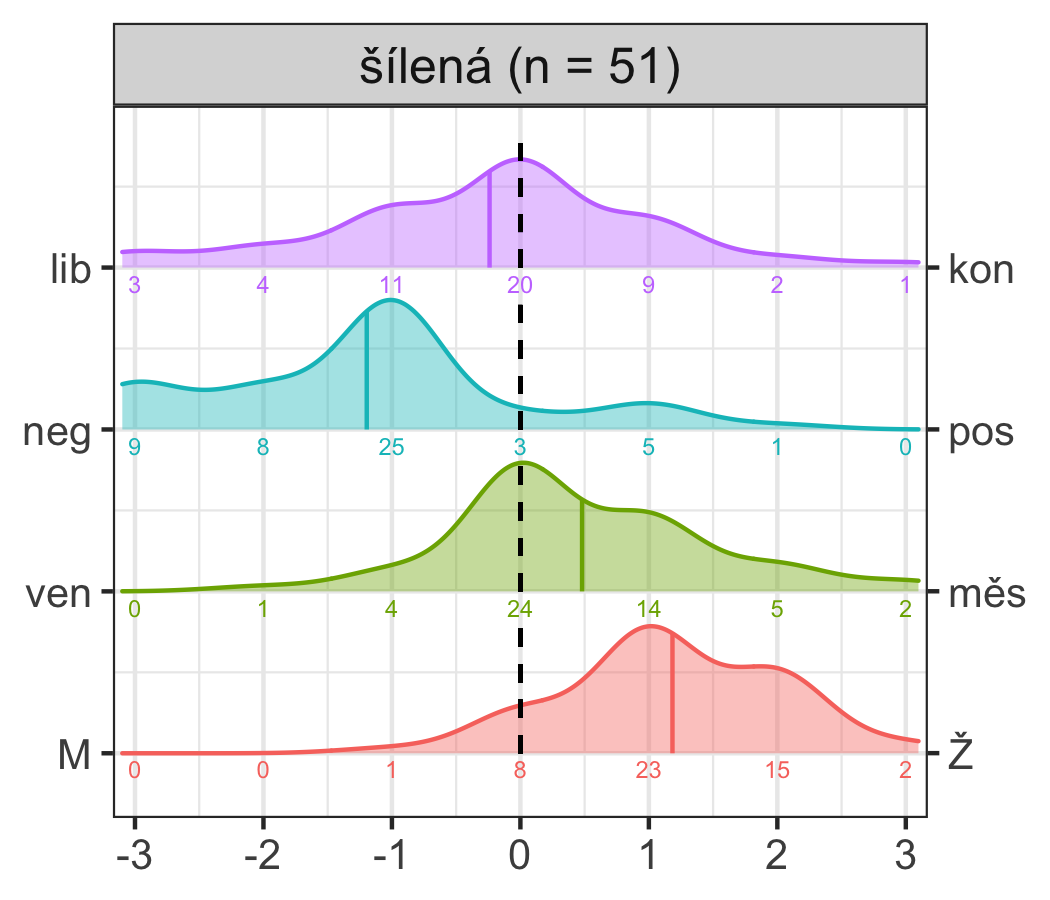 šílená (n = 51)
lib kon
3 4 11 20 9 2 1
neg pos
9 8 25 3 5 1 0
ven měs
0 1 4 24 14 5 2
M Ž
0 0 1 8 23 15 2
-3 -2 -1 0 1 2 3